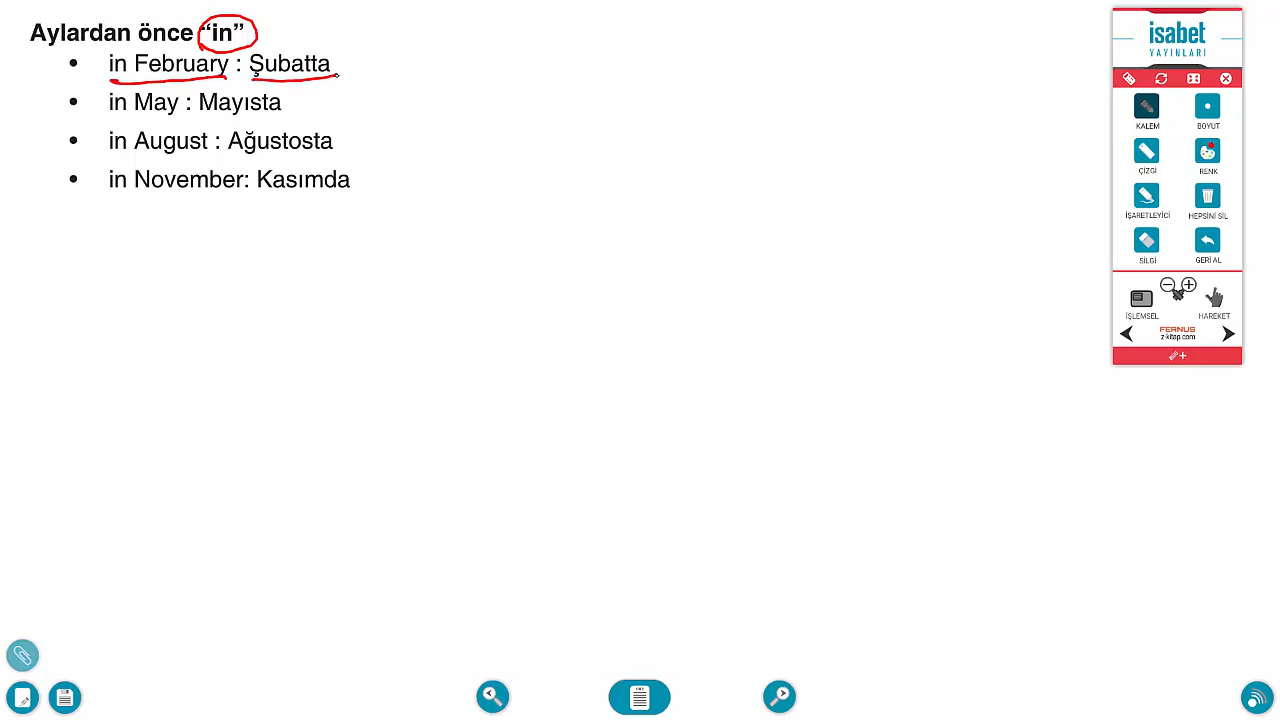 Aylardan önce “in”
• in February : Şubatta
• in May : Mayısta
• in August : Ağustosta
• in November: Kasımda
isabet
YAYINLARI
KALEM BOYUT
ÇİZGİ RENK
İŞARETLEYİCİ HEPSİNİ SİL
SİLGİ GERİ AL
İŞLEMSEL HAREKET
FERNUS
z-kitap.com